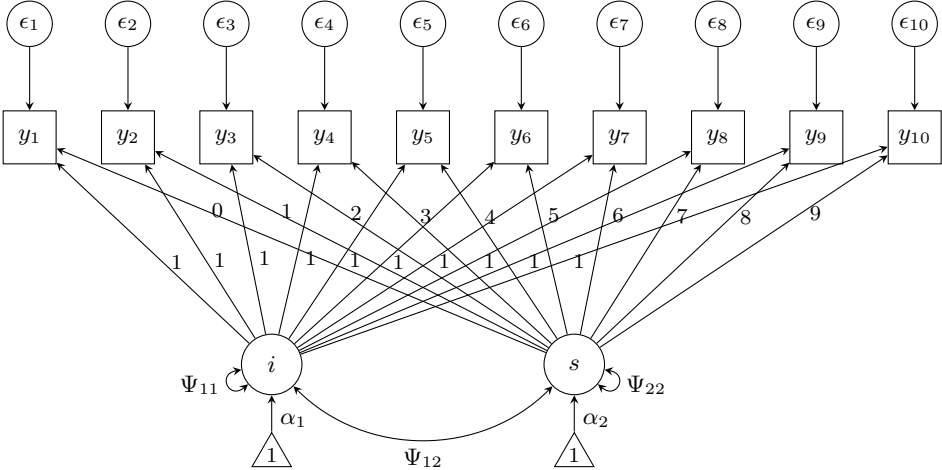 ϵ₁ ϵ₂ ϵ₃ ϵ₄ ϵ₅ ϵ₆ ϵ₇ ϵ₈ ϵ₉ ϵ₁₀
y₁ y₂ y₃ y₄ y₅ y₆ y₇ y₈ y₉ y₁₀
0 1 2 3 4 5 6 7 8 9
1 1 1 1 1 1 1 1 1 1
i s
Ψ₁₁ Ψ₂₂
α₁ α₂
1 Ψ₁₂ 1